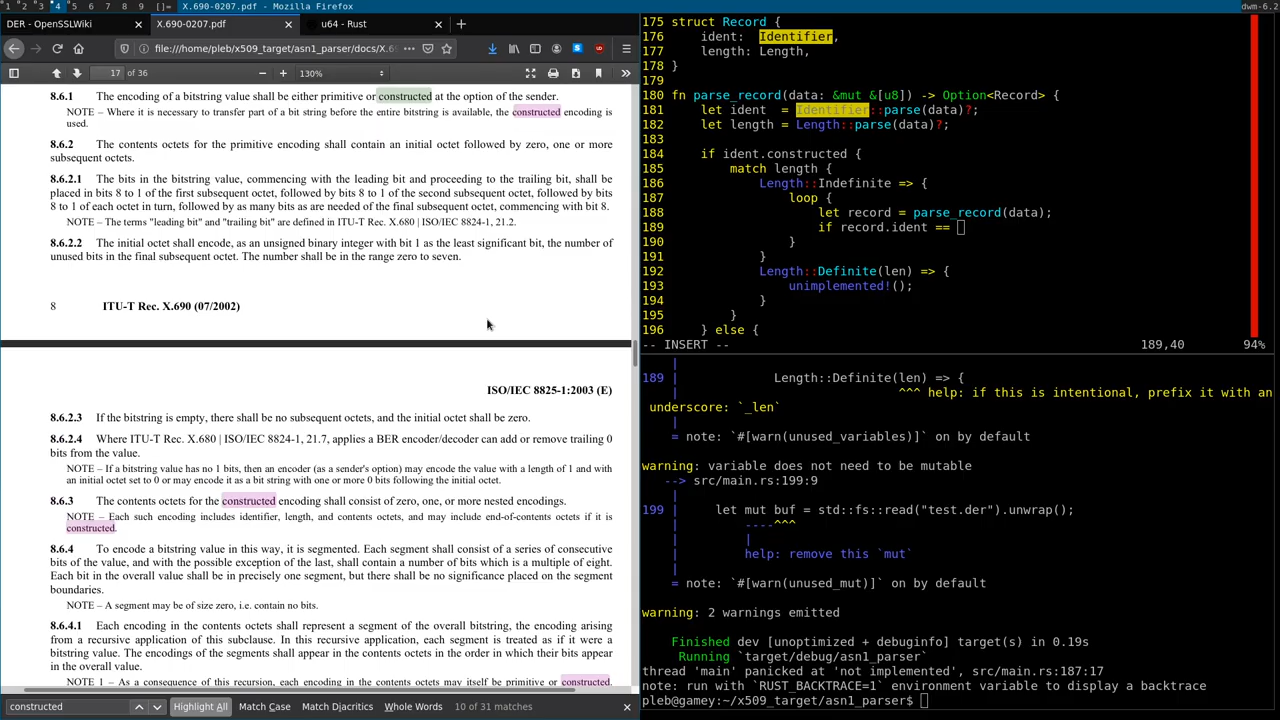 1 2 3 4 5 6 7 8 9 []= X.690-0207.pdf — Mozilla Firefox dwm-6.2
DER - OpenSSLWiki
X.690-0207.pdf
u64 - Rust
file:///home/pleb/x509_target/asn1_parser/docs/X.69
17 of 36
130%
8.6.1 The encoding of a bitstring value shall be either primitive or constructed at the option of the sender.
NOTE – Where it is necessary to transfer part of a bit string before the entire bitstring is available, the constructed encoding is
used.
8.6.2 The contents octets for the primitive encoding shall contain an initial octet followed by zero, one or more
subsequent octets.
8.6.2.1 The bits in the bitstring value, commencing with the leading bit and proceeding to the trailing bit, shall be
placed in bits 8 to 1 of the first subsequent octet, followed by bits 8 to 1 of the second subsequent octet, followed by bits
8 to 1 of each octet in turn, followed by as many bits as are needed of the final subsequent octet, commencing with bit 8.
NOTE – The terms "leading bit" and "trailing bit" are defined in ITU-T Rec. X.680 | ISO/IEC 8824-1, 21.2.
8.6.2.2 The initial octet shall encode, as an unsigned binary integer with bit 1 as the least significant bit, the number of
unused bits in the final subsequent octet. The number shall be in the range zero to seven.
8 ITU-T Rec. X.690 (07/2002)
ISO/IEC 8825-1:2003 (E)
8.6.2.3 If the bitstring is empty, there shall be no subsequent octets, and the initial octet shall be zero.
8.6.2.4 Where ITU-T Rec. X.680 | ISO/IEC 8824-1, 21.7, applies a BER encoder/decoder can add or remove trailing 0
bits from the value.
NOTE – If a bitstring value has no 1 bits, then an encoder (as a sender's option) may encode the value with a length of 1 and with
an initial octet set to 0 or may encode it as a bit string with one or more 0 bits following the initial octet.
8.6.3 The contents octets for the constructed encoding shall consist of zero, one, or more nested encodings.
NOTE – Each such encoding includes identifier, length, and contents octets, and may include end-of-contents octets if it is
constructed.
8.6.4 To encode a bitstring value in this way, it is segmented. Each segment shall consist of a series of consecutive
bits of the value, and with the possible exception of the last, shall contain a number of bits which is a multiple of eight.
Each bit in the overall value shall be in precisely one segment, but there shall be no significance placed on the segment
boundaries.
NOTE – A segment may be of size zero, i.e. contain no bits.
8.6.4.1 Each encoding in the contents octets shall represent a segment of the overall bitstring, the encoding arising
from a recursive application of this subclause. In this recursive application, each segment is treated as if it were a
bitstring value. The encodings of the segments shall appear in the contents octets in the order in which their bits appear
in the overall value.
NOTE 1 – As a consequence of this recursion, each encoding in the contents octets may itself be primitive or constructed.
constructed
Highlight All Match Case Match Diacritics Whole Words 10 of 31 matches
175 struct Record {
176     ident:  Identifier,
177     length: Length,
178 }
179
180 fn parse_record(data: &mut &[u8]) -> Option<Record> {
181     let ident  = Identifier::parse(data)?;
182     let length = Length::parse(data)?;
183
184     if ident.constructed {
185         match length {
186             Length::Indefinite => {
187                 loop {
188                     let record = parse_record(data);
189                     if record.ident ==
190                 }
191             }
192             Length::Definite(len) => {
193                 unimplemented!();
194             }
195         }
196     } else {
-- INSERT -- 189,40 94%
|
189 |             Length::Definite(len) => {
|                              ^^^ help: if this is intentional, prefix it with an
underscore: `_len`
= note: `#[warn(unused_variables)]` on by default
warning: variable does not need to be mutable
--> src/main.rs:199:9
|
199 |     let mut buf = std::fs::read("test.der").unwrap();
|         ----^^^
|         |
|         help: remove this `mut`
|
= note: `#[warn(unused_mut)]` on by default
warning: 2 warnings emitted
Finished dev [unoptimized + debuginfo] target(s) in 0.19s
Running `target/debug/asn1_parser`
thread 'main' panicked at 'not implemented', src/main.rs:187:17
note: run with `RUST_BACKTRACE=1` environment variable to display a backtrace
pleb@gamey:~/x509_target/asn1_parser$